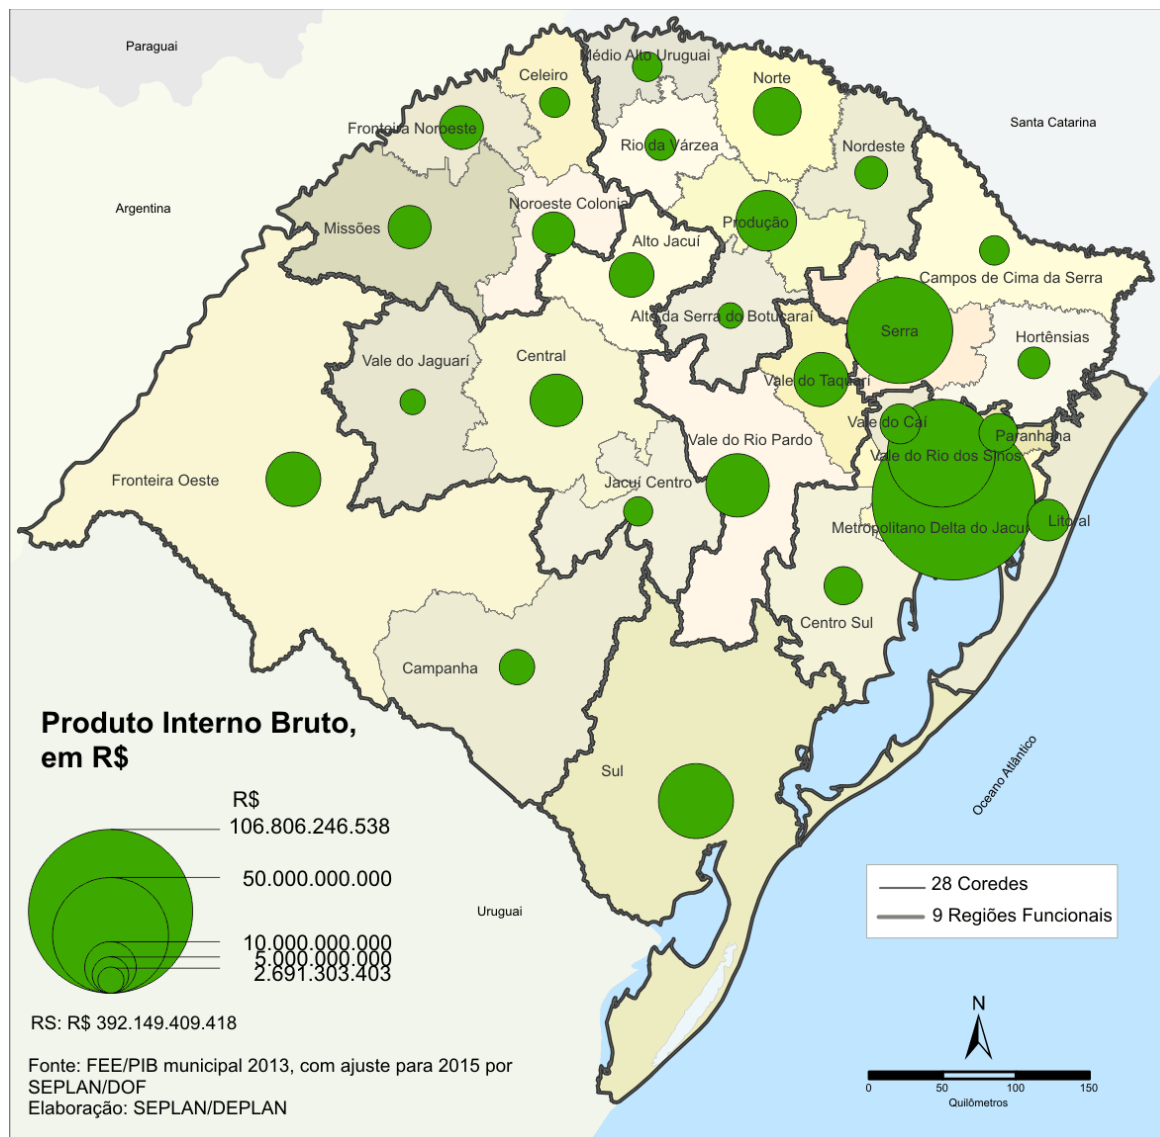 Paraguai
Médio Alto Uruguai
Celeiro
Norte
Santa Catarina
Fronteira Noroeste
Rio da Várzea
Nordeste
Argentina
Noroeste Colonial
Missões
Produção
Alto Jacuí
Campos de Cima da Serra
Alto da Serra do Botucaraí
Serra
Hortênsias
Vale do Jaguarí
Central
Vale do Taquarí
Vale do Caí
Paranhana
Vale do Rio Pardo
Vale do Rio dos Sinos
Fronteira Oeste
Jacuí Centro
Litoral
Metropolitano Delta do Jacuí
Centro Sul
Campanha
Sul
Oceano Atlântico
Uruguai
Produto Interno Bruto,
em R$
R$
106.806.246.538
50.000.000.000
10.000.000.000
5.000.000.000
2.691.303.403
RS: R$ 392.149.409.418
Fonte: FEE/PIB municipal 2013, com ajuste para 2015 por
SEPLAN/DOF
Elaboração: SEPLAN/DEPLAN
28 Coredes
9 Regiões Funcionais
N
0 50 100 150
Quilômetros